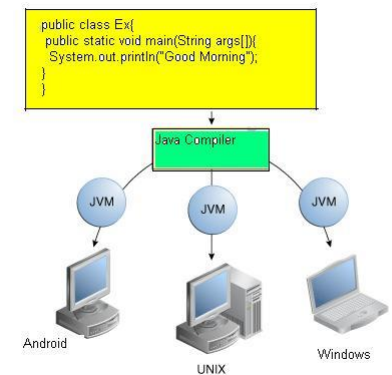 public class Ex{
public static void main(String args[]){
System.out.println("Good Morning");
}
}
Java Compiler
JVM
JVM
JVM
Android
UNIX
Windows